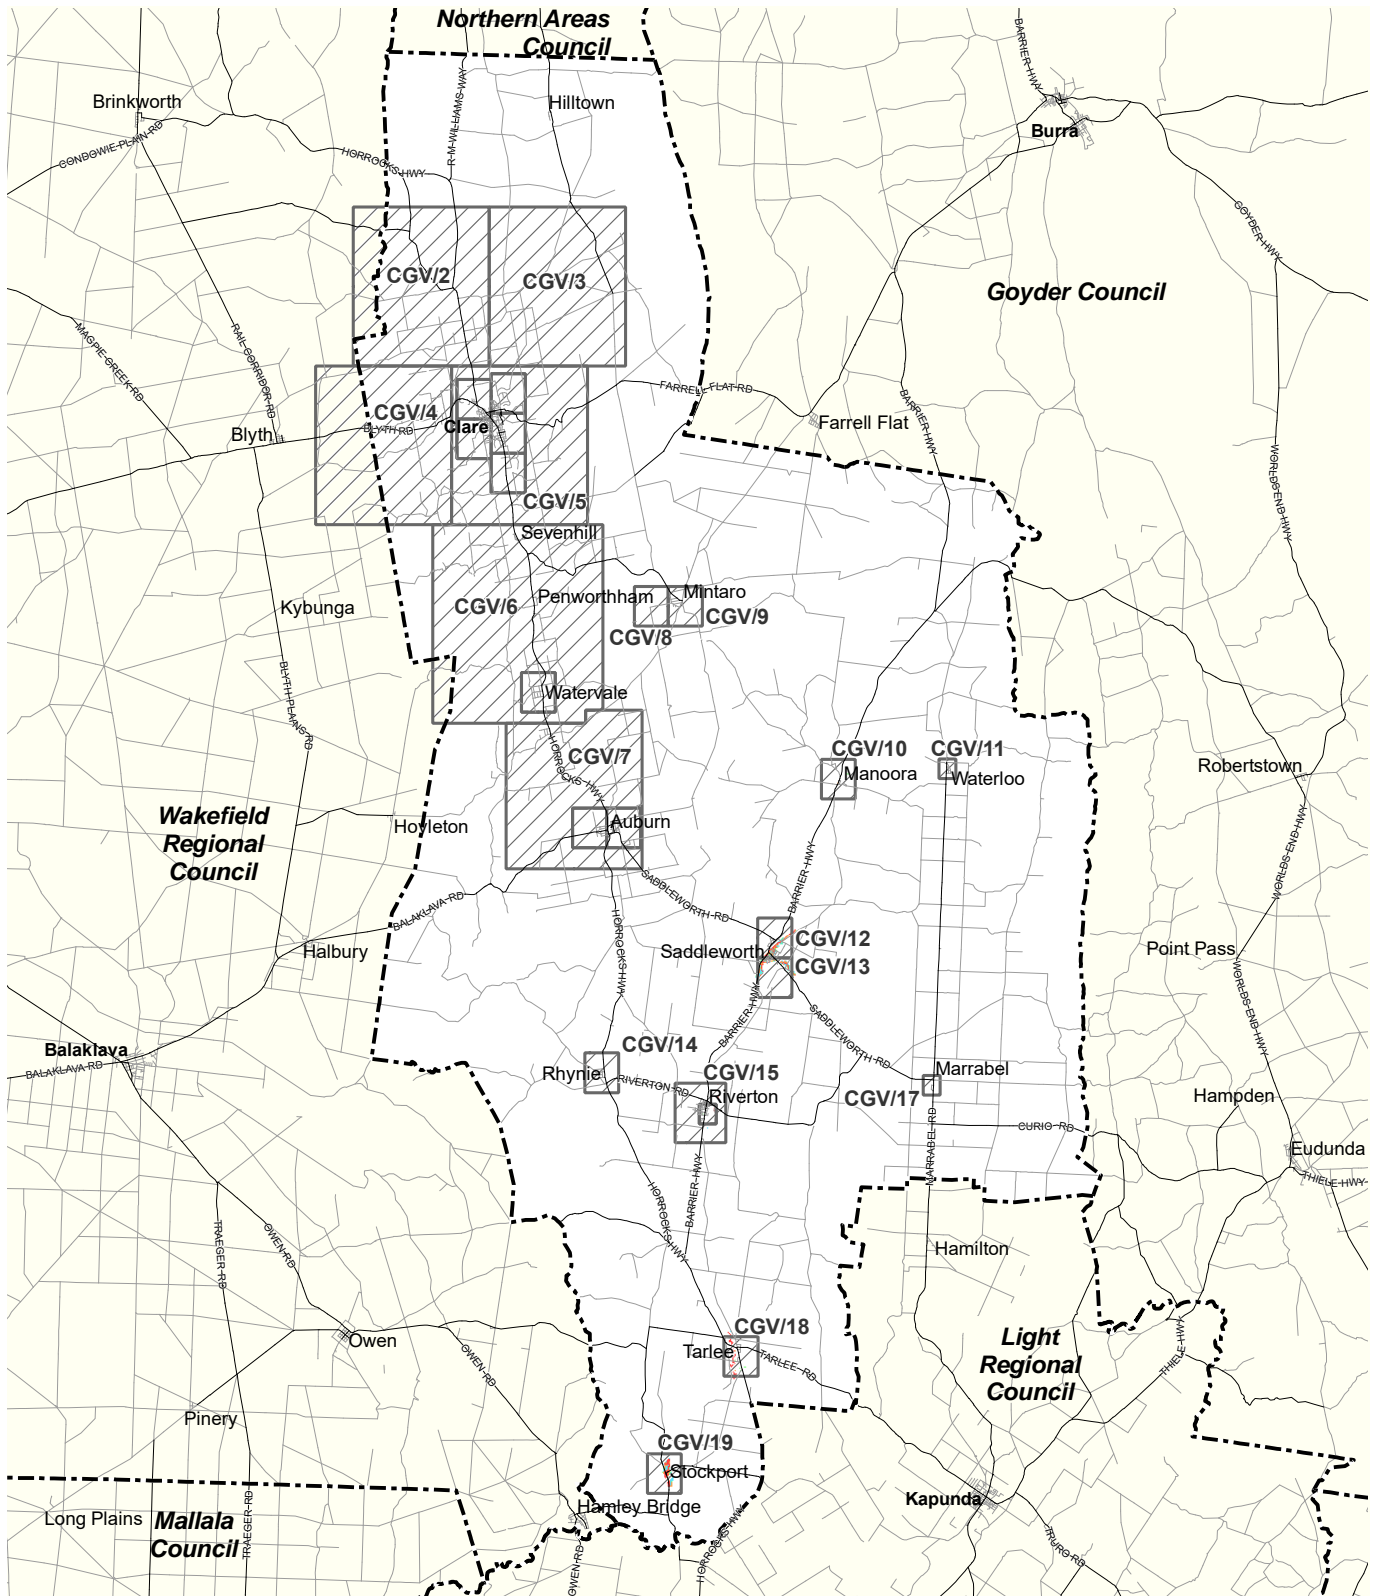 Northern Areas
Council
BARRIER HWY
Brinkworth
Hilltown
R M WILLIAMS WAY
Burra
CONDOWIE PLAIN RD
HORROCKS HWY
GOYDER HWY
CGV/2
CGV/3
Goyder Council
MAGPIE CREEK RD
RAIL CORRIDOR RD
FARRELL FLAT RD
BARRIER HWY
CGV/4
Clare
BLYTH RD
Blyth
Farrell Flat
WORLDS END HWY
CGV/5
Sevenhill
Kybunga
CGV/6
Penworthham
Mintaro
CGV/8
CGV/9
BLYTH PLAINS RD
Watervale
CGV/7
HORROCKS HWY
CGV/10
Manoora
CGV/11
Waterloo
Robertstown
Wakefield
Regional
Council
Hoyleton
Auburn
SADDLEWORTH RD
BARRIER HWY
WORLDS END HWY
BALAKLAVA RD
HORROCKS HWY
Halbury
Saddleworth
CGV/12
CGV/13
Point Pass
WORLDS END HWY
BARRIER HWY
SADDLEWORTH RD
Balaklava
BALAKLAVA RD
CGV/14
Rhynie
RIVERTON RD
CGV/15
Riverton
Marrabel
CGV/17
Hampden
MARRABEL RD
CURIO RD
Eudunda
THIELE HWY
HORROCKS HWY
BARRIER HWY
TRAEGER RD
OWEN RD
Hamilton
Owen
OWEN RD
CGV/18
Tarlee
TARLEE RD
Light
Regional
Council
THIELE HWY
THIELE HWY
Pinery
CGV/19
Stockport
Hamley Bridge
Kapunda
Long Plains
Mallala
Council
TRAEGER RD
OWEN RD
HORROCKS HWY
TRURO RD